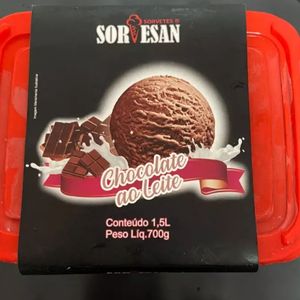 SORVETES ®
SORVESAN
Chocolate
ao Leite
Conteúdo 1,5L
Peso Líq.700g